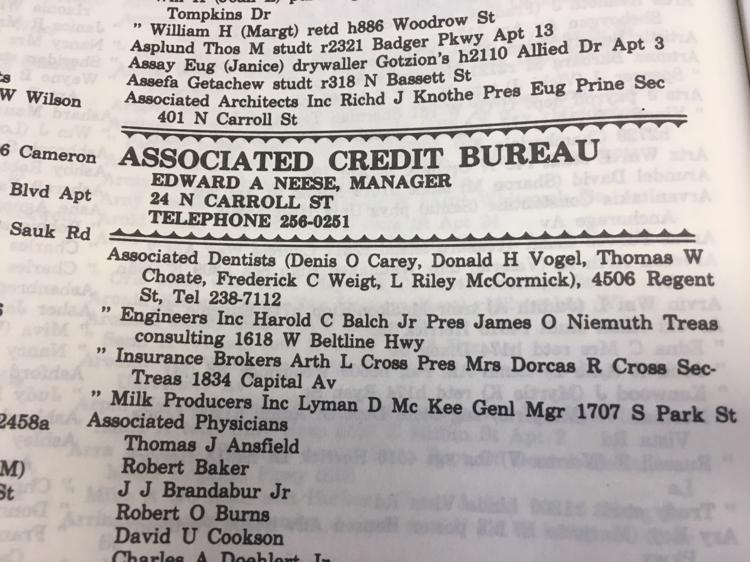 Tompkins Dr
" William H (Margt) retd h886 Woodrow St
Asplund Thos M studt r2321 Badger Pkwy Apt 13
Assay Eug (Janice) drywaller Gotzion's h2110 Allied Dr Apt 3
Assefa Getachew studt r318 N Bassett St
Associated Architects Inc Richd J Knothe Pres Eug Prine Sec
401 N Carroll St
ASSOCIATED CREDIT BUREAU
EDWARD A NEESE, MANAGER
24 N CARROLL ST
TELEPHONE 256-0251
Associated Dentists (Denis O Carey, Donald H Vogel, Thomas W
Choate, Frederick C Weigt, L Riley McCormick), 4506 Regent
St, Tel 238-7112
" Engineers Inc Harold C Balch Jr Pres James O Niemuth Treas
consulting 1618 W Beltline Hwy
" Insurance Brokers Arth L Cross Pres Mrs Dorcas R Cross Sec-
Treas 1834 Capital Av
" Milk Producers Inc Lyman D Mc Kee Genl Mgr 1707 S Park St
Associated Physicians
Thomas J Ansfield
Robert Baker
J J Brandabur Jr
Robert O Burns
David U Cookson
Charles A Doehlert Jr
W Wilson
6 Cameron
Blvd Apt
Sauk Rd
2458a
M)
St